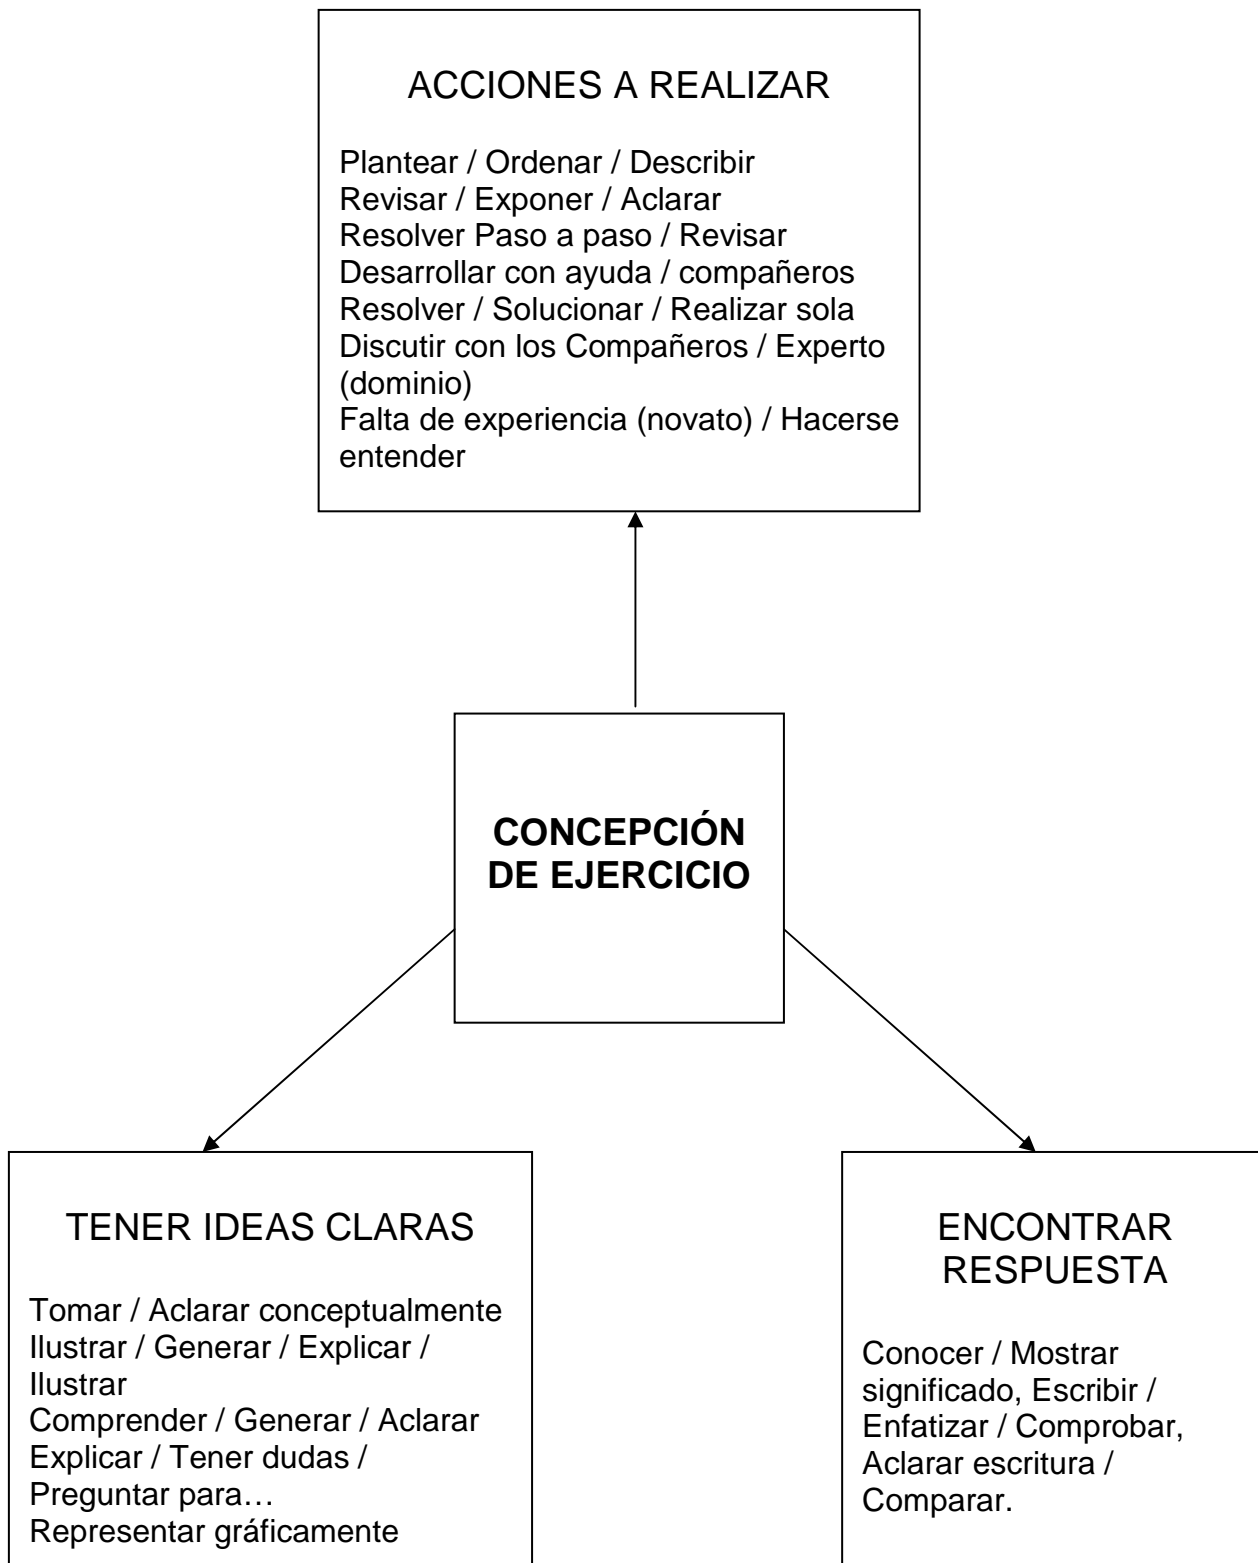 ACCIONES A REALIZAR
Plantear / Ordenar / Describir
Revisar / Exponer / Aclarar
Resolver Paso a paso / Revisar
Desarrollar con ayuda / compañeros
Resolver / Solucionar / Realizar sola
Discutir con los Compañeros / Experto
(dominio)
Falta de experiencia (novato) / Hacerse
entender
CONCEPCIÓN
DE EJERCICIO
TENER IDEAS CLARAS
Tomar / Aclarar conceptualmente
Ilustrar / Generar / Explicar /
Ilustrar
Comprender / Generar / Aclarar
Explicar / Tener dudas /
Preguntar para…
Representar gráficamente
ENCONTRAR
RESPUESTA
Conocer / Mostrar
significado, Escribir /
Enfatizar / Comprobar,
Aclarar escritura /
Comparar.